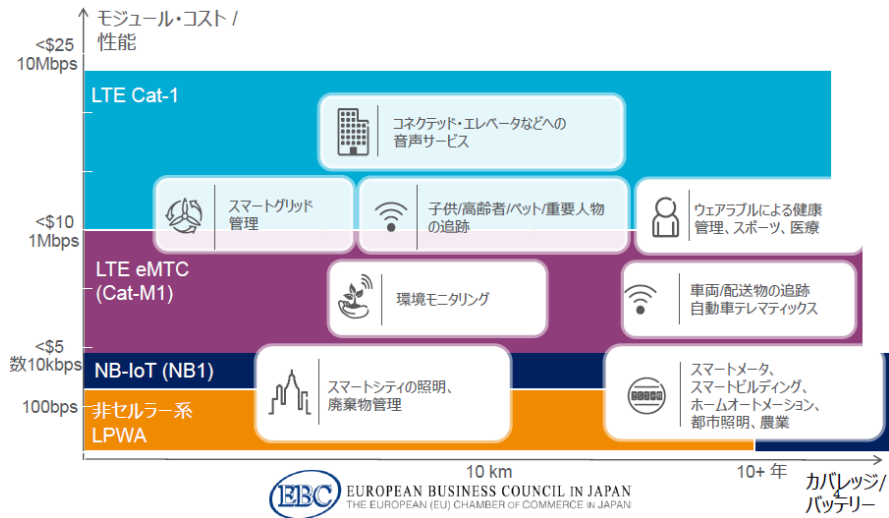 モジュール・コスト /
性能
<$25
10Mbps
LTE Cat-1
コネクテッド・エレベータなどへの
音声サービス
スマートグリッド
管理
子供/高齢者/ペット/重要人物
の追跡
ウェアラブルによる健康
管理、スポーツ、医療
<$10
1Mbps
LTE eMTC
(Cat-M1)
環境モニタリング
車両/配送物の追跡
自動車テレマティックス
<$5
数10kbps
NB-IoT (NB1)
スマートシティの照明、
廃棄物管理
スマートメータ、
スマートビルディング、
ホームオートメーション、
都市照明、農業
100bps
非セルラー系
LPWA
10 km
10+ 年
カバレッジ/
バッテリー
4
EBC
EUROPEAN BUSINESS COUNCIL IN JAPAN
THE EUROPEAN (EU) CHAMBER OF COMMERCE IN JAPAN